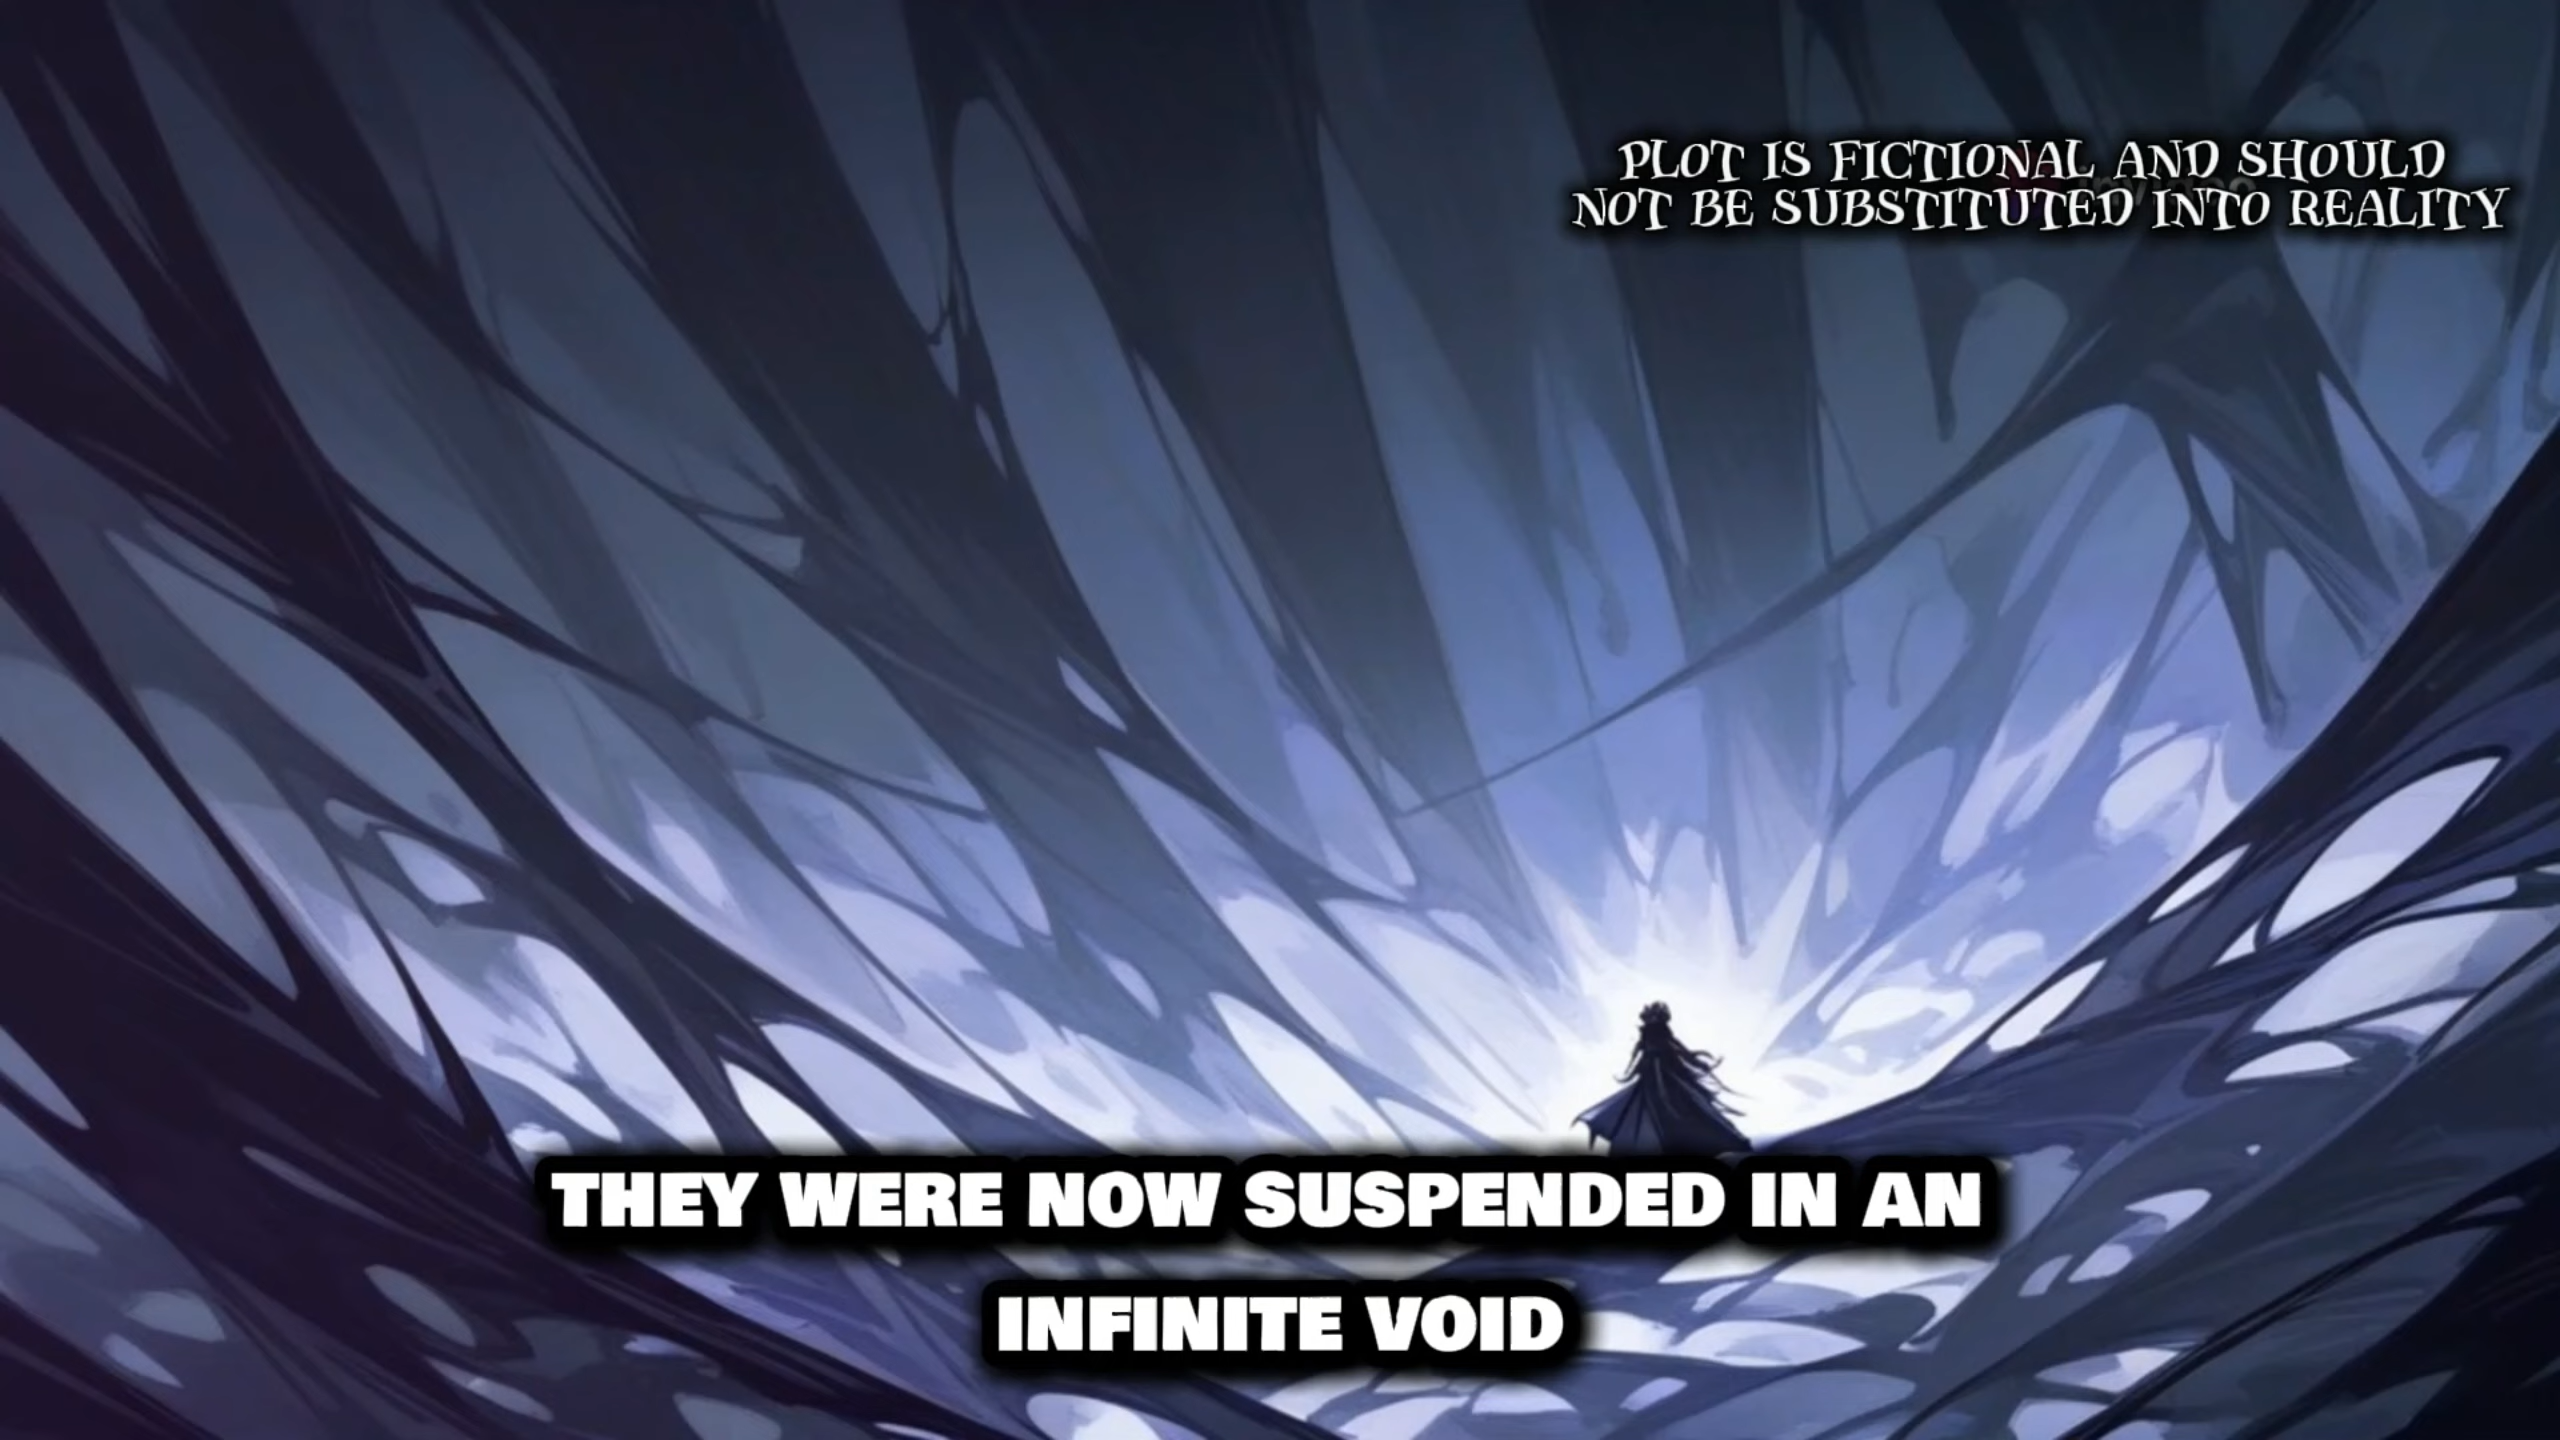 PLOT IS FICTIONAL AND SHOULD
NOT BE SUBSTITUTED INTO REALITY
THEY WERE NOW SUSPENDED IN AN
INFINITE VOID